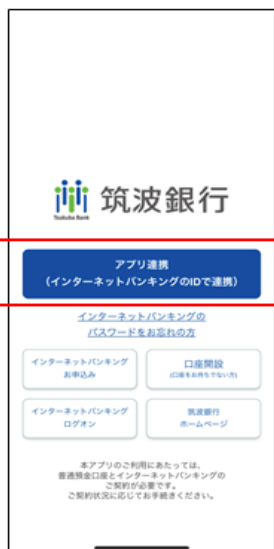 筑波銀行
Tsukuba Bank
アプリ連携
(インターネットバンキングのIDで連携)
インターネットバンキングの
パスワードをお忘れの方
インターネットバンキング
お申込み
口座開設
(口座をお持ちでない方)
インターネットバンキング
ログオン
筑波銀行
ホームページ
本アプリのご利用にあたっては、
普通預金口座とインターネットバンキングの
ご契約が必要です。
ご契約状況に応じてお手続きください。